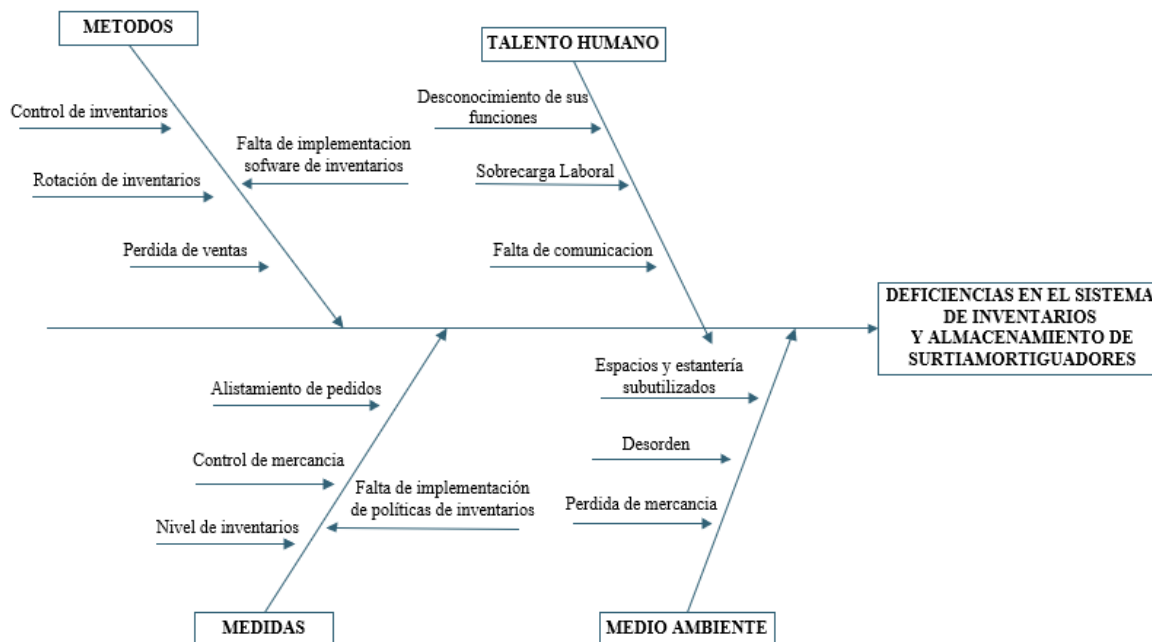 METODOS
TALENTO HUMANO
Control de inventarios
Falta de implementacion
sofware de inventarios
Rotación de inventarios
Perdida de ventas
Desconocimiento de sus
funciones
Sobrecarga Laboral
Falta de comunicacion
DEFICIENCIAS EN EL SISTEMA
DE INVENTARIOS
Y ALMACENAMIENTO DE
SURTIAMORTIGUADORES
Alistamiento de pedidos
Control de mercancia
Falta de implementación
de políticas de inventarios
Nivel de inventarios
Espacios y estantería
subutilizados
Desorden
Perdida de mercancia
MEDIDAS
MEDIO AMBIENTE